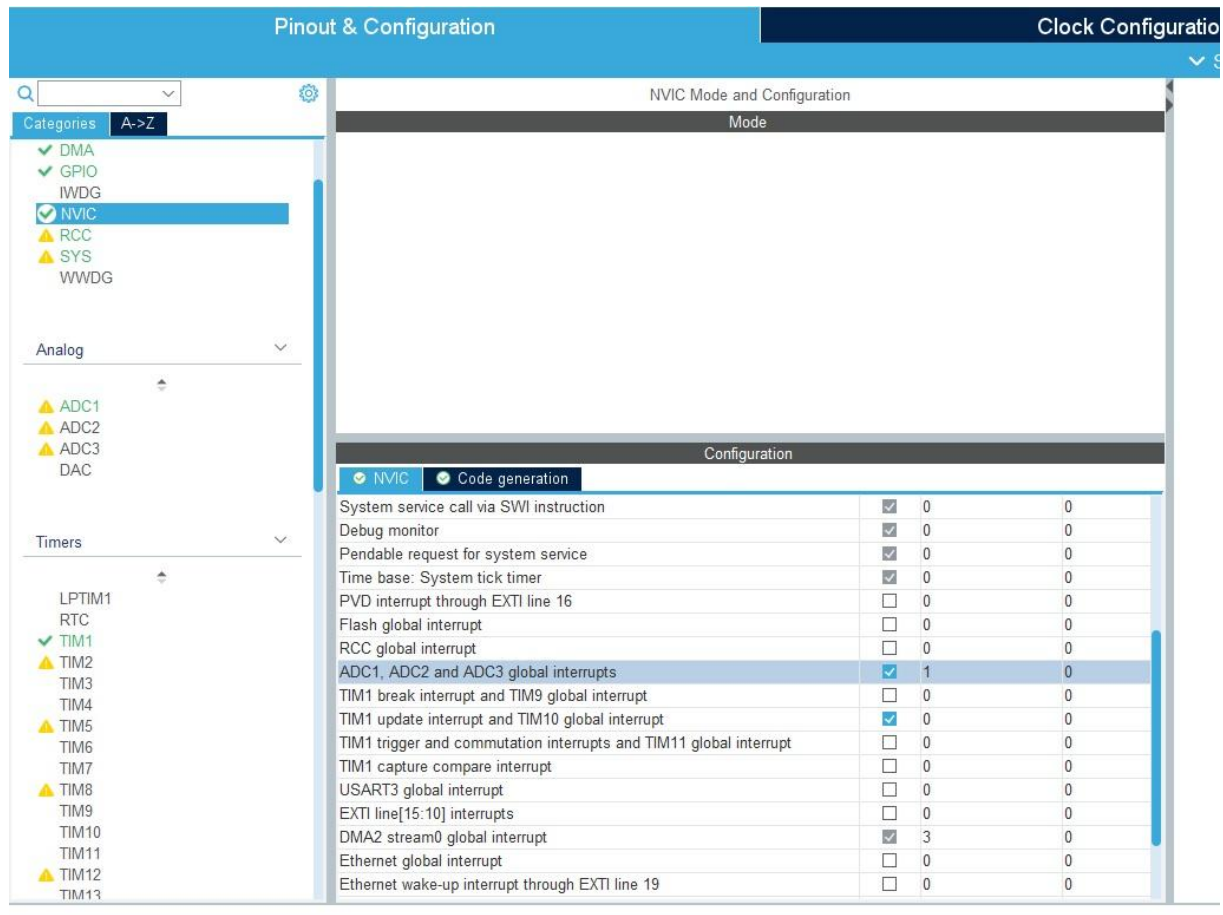 Pinout & Configuration
Clock Configuratio
NVIC Mode and Configuration
Mode
Categories A->Z
DMA
GPIO
IWDG
NVIC
RCC
SYS
WWDG
Analog
ADC1
ADC2
ADC3
DAC
Timers
LPTIM1
RTC
TIM1
TIM2
TIM3
TIM4
TIM5
TIM6
TIM7
TIM8
TIM9
TIM10
TIM11
TIM12
TIM13
Configuration
NVIC Code generation
System service call via SWI instruction 0 0
Debug monitor 0 0
Pendable request for system service 0 0
Time base: System tick timer 0 0
PVD interrupt through EXTI line 16 0 0
Flash global interrupt 0 0
RCC global interrupt 0 0
ADC1, ADC2 and ADC3 global interrupts 1 0
TIM1 break interrupt and TIM9 global interrupt 0 0
TIM1 update interrupt and TIM10 global interrupt 0 0
TIM1 trigger and commutation interrupts and TIM11 global interrupt 0 0
TIM1 capture compare interrupt 0 0
USART3 global interrupt 0 0
EXTI line[15:10] interrupts 0 0
DMA2 stream0 global interrupt 3 0
Ethernet global interrupt 0 0
Ethernet wake-up interrupt through EXTI line 19 0 0